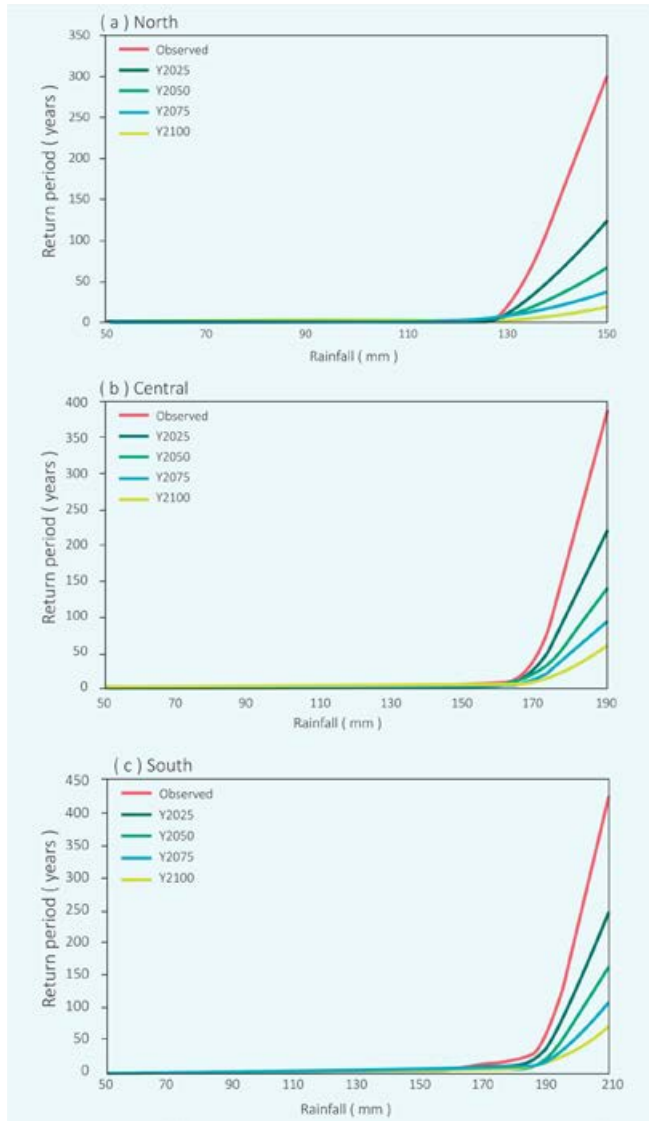 ( a ) North
350
300
250
200
150
100
50
0
Return period ( years )
Observed
Y2025
Y2050
Y2075
Y2100
50 70 90 110 130 150
Rainfall ( mm )
( b ) Central
400
350
300
250
200
150
100
50
0
Return period ( years )
Observed
Y2025
Y2050
Y2075
Y2100
50 70 90 110 130 150 170 190
Rainfall ( mm )
( c ) South
450
400
350
300
250
200
150
100
50
0
Return period ( years )
Observed
Y2025
Y2050
Y2075
Y2100
50 70 90 110 130 150 170 190 210
Rainfall ( mm )